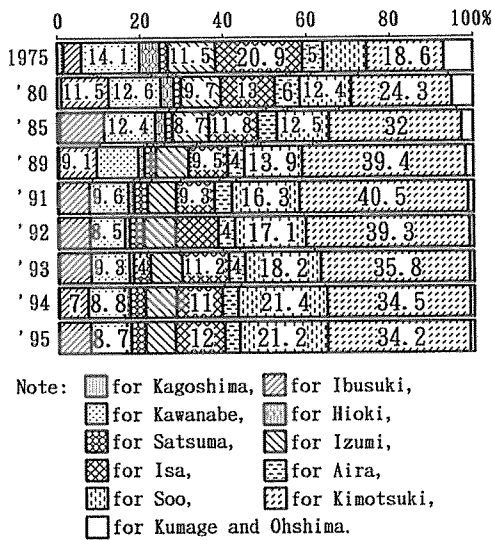 0 20 40 60 80 100%
1975 14.1 11.5 20.9 5 18.6
'80 11.5 12.6 9.7 13 6 12.4 24.3
'85 12.4 8.7 11.8 12.5 32
'89 9.1 9.5 4 13.9 39.4
'91 9.6 9.3 16.3 40.5
'92 8.5 4 17.1 39.3
'93 9.3 4 11.2 4 18.2 35.8
'94 7 8.8 11 21.4 34.5
'95 8.7 12 21.2 34.2
Note: for Kagoshima, for Ibusuki,
for Kawanabe, for Hioki,
for Satsuma, for Izumi,
for Isa, for Aira,
for Soo, for Kimotsuki,
for Kumage and Ohshima.